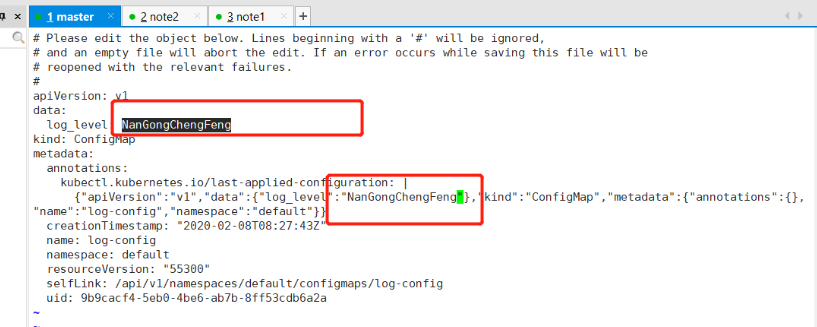 1 master
2 note2
3 note1
# Please edit the object below. Lines beginning with a '#' will be ignored,
# and an empty file will abort the edit. If an error occurs while saving this file will be
# reopened with the relevant failures.
#
apiVersion: v1
data:
  log_level: NanGongChengFeng
kind: ConfigMap
metadata:
  annotations:
    kubectl.kubernetes.io/last-applied-configuration: |
      {"apiVersion":"v1","data":{"log_level":"NanGongChengFeng"},"kind":"ConfigMap","metadata":{"annotations":{},
"name":"log-config","namespace":"default"}}
  creationTimestamp: "2020-02-08T08:27:43Z"
  name: log-config
  namespace: default
  resourceVersion: "55300"
  selfLink: /api/v1/namespaces/default/configmaps/log-config
  uid: 9b9cacf4-5eb0-4be6-ab7b-8ff53cdb6a2a
~
~